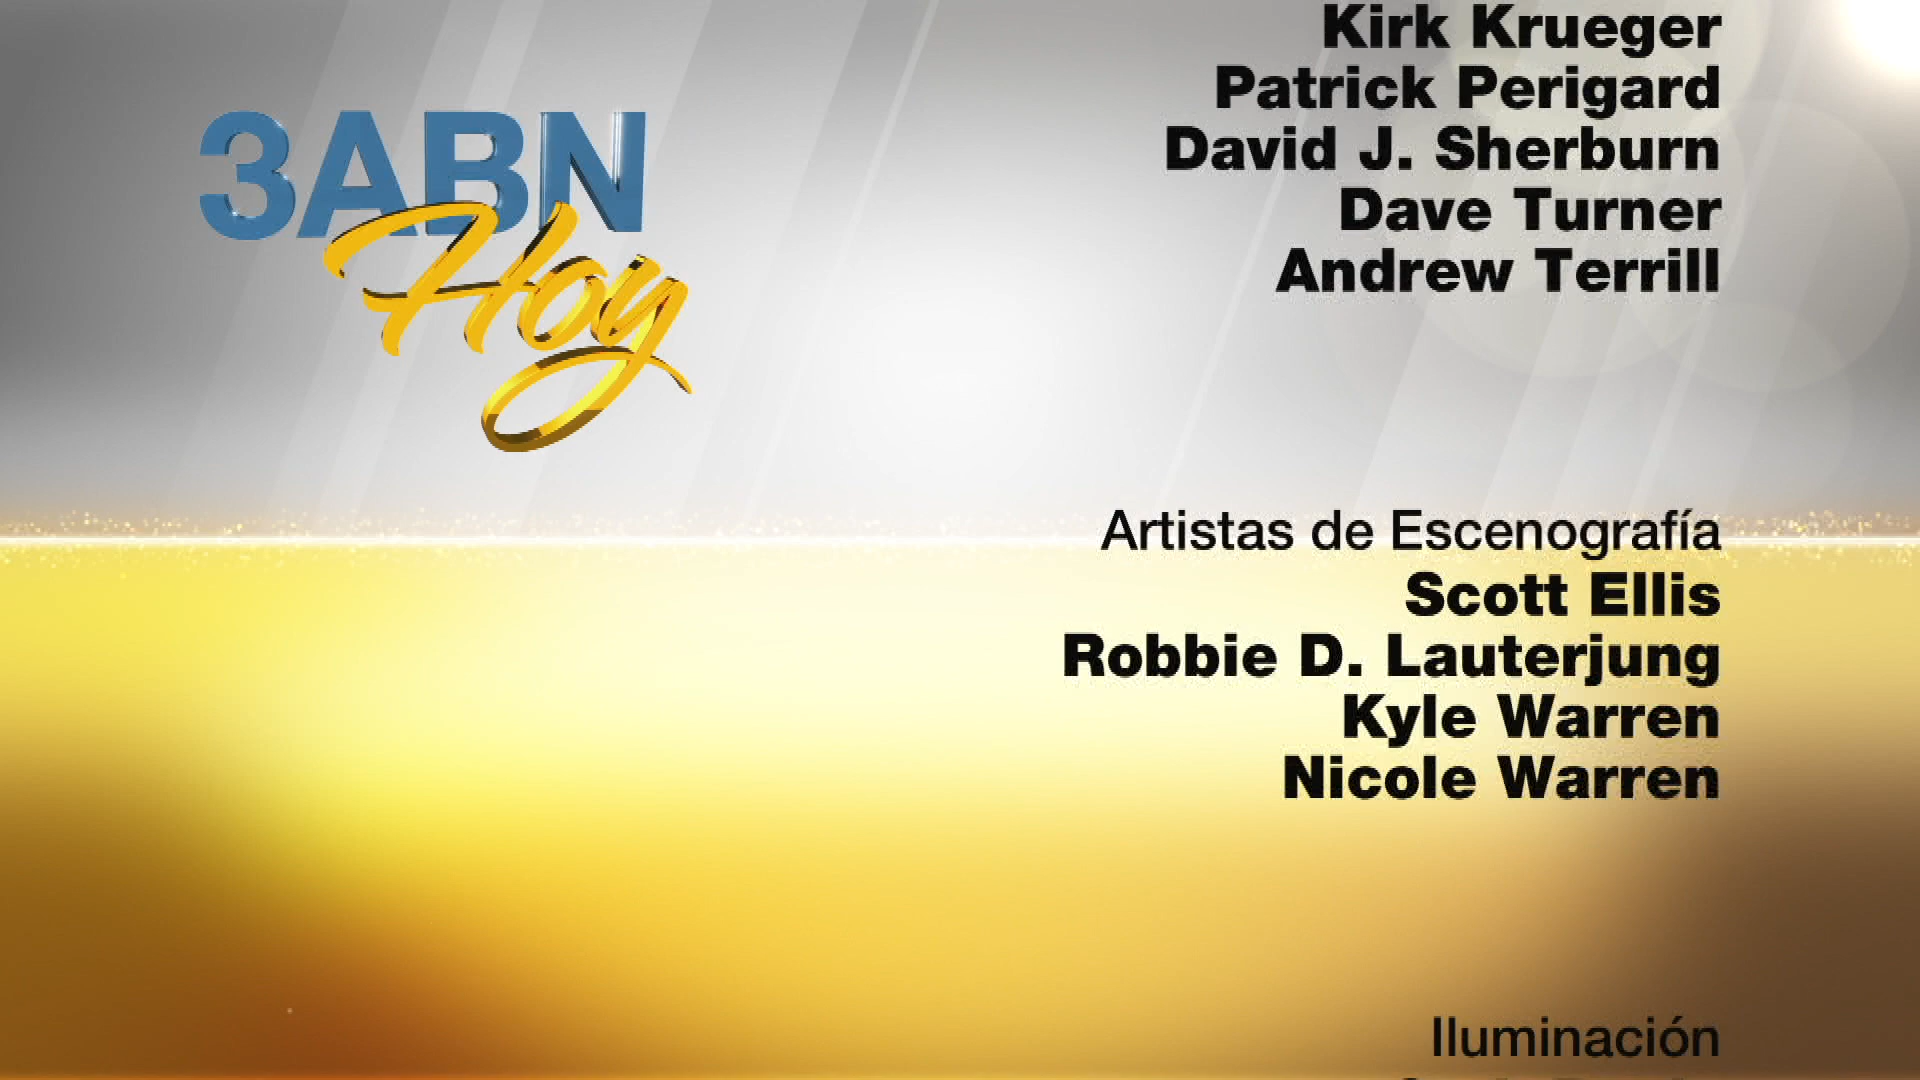 3ABN
Hoy
Kirk Krueger
Patrick Perigard
David J. Sherburn
Dave Turner
Andrew Terrill
Artistas de Escenografía
Scott Ellis
Robbie D. Lauterjung
Kyle Warren
Nicole Warren
Iluminación